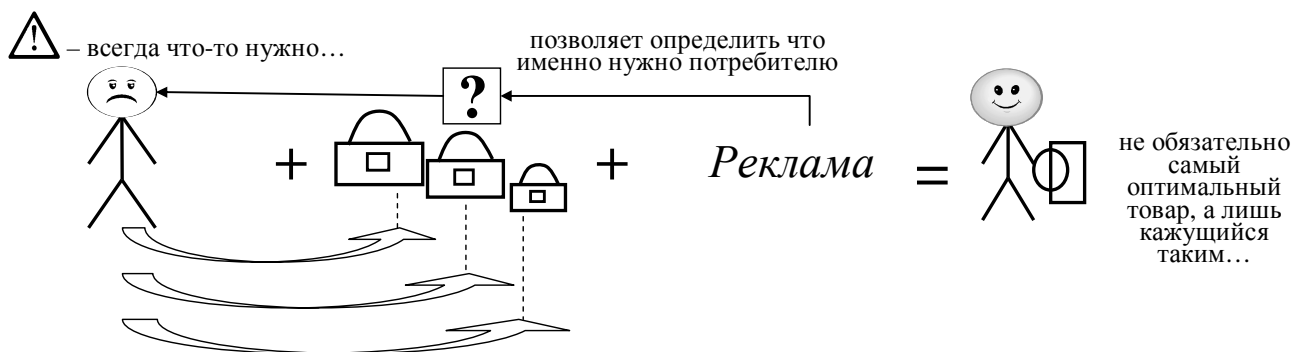 – всегда что-то нужно…
позволяет определить что
именно нужно потребителю
?
+
+
Реклама
=
не обязательно
самый
оптимальный
товар, а лишь
кажущийся
таким…